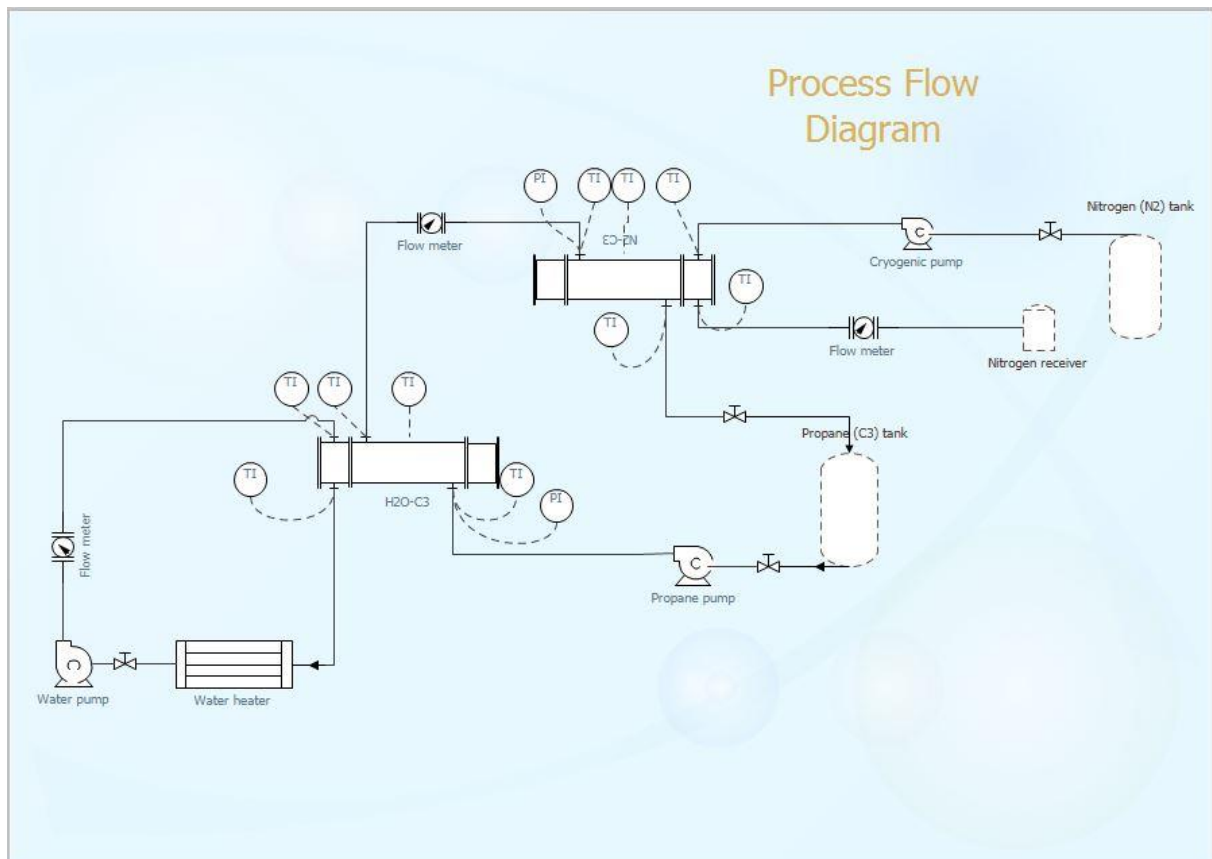 Process Flow
Diagram
PI
TI
TI
TI
Nitrogen (N2) tank
Flow meter
N2-C3
Cryogenic pump
TI
TI
Flow meter
Nitrogen receiver
TI
TI
TI
Propane (C3) tank
TI
TI
PI
H2O-C3
Flow meter
C
C
Propane pump
C
Water pump
Water heater